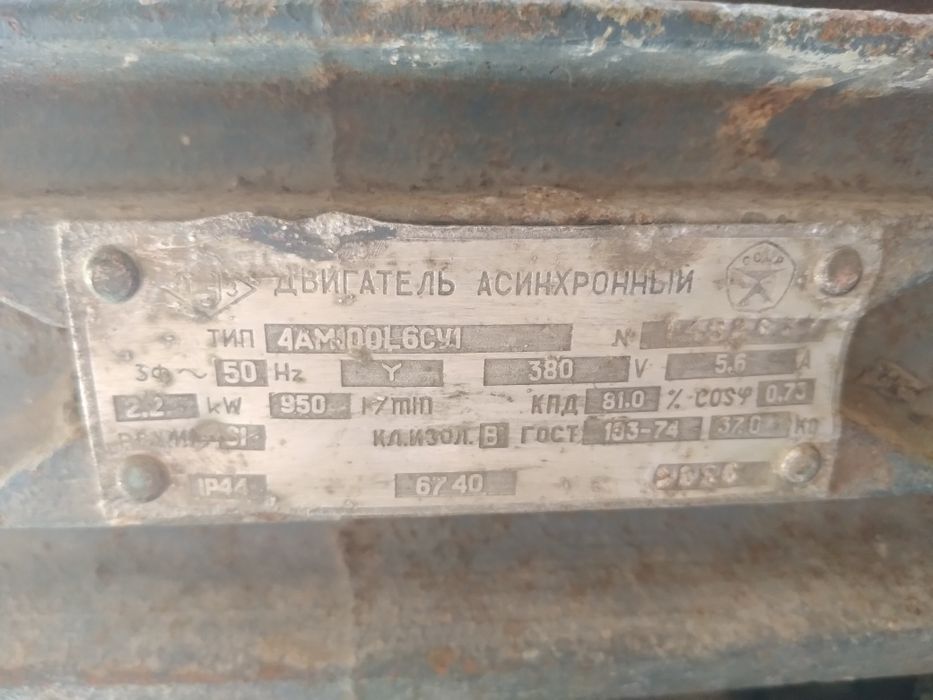 ДВИГАТЕЛЬ АСИНХРОННЫЙ
ТИП 4АМ100L6СУ1 №
3Ф ~ 50 Hz Y 380 V 5.6 A
2.2 kW 950 1/min КПД 81.0 % COSφ 0.73
РЕЖИМ S1 КЛ.ИЗОЛ. В ГОСТ 183-74 37.0 КG
IP44 6740